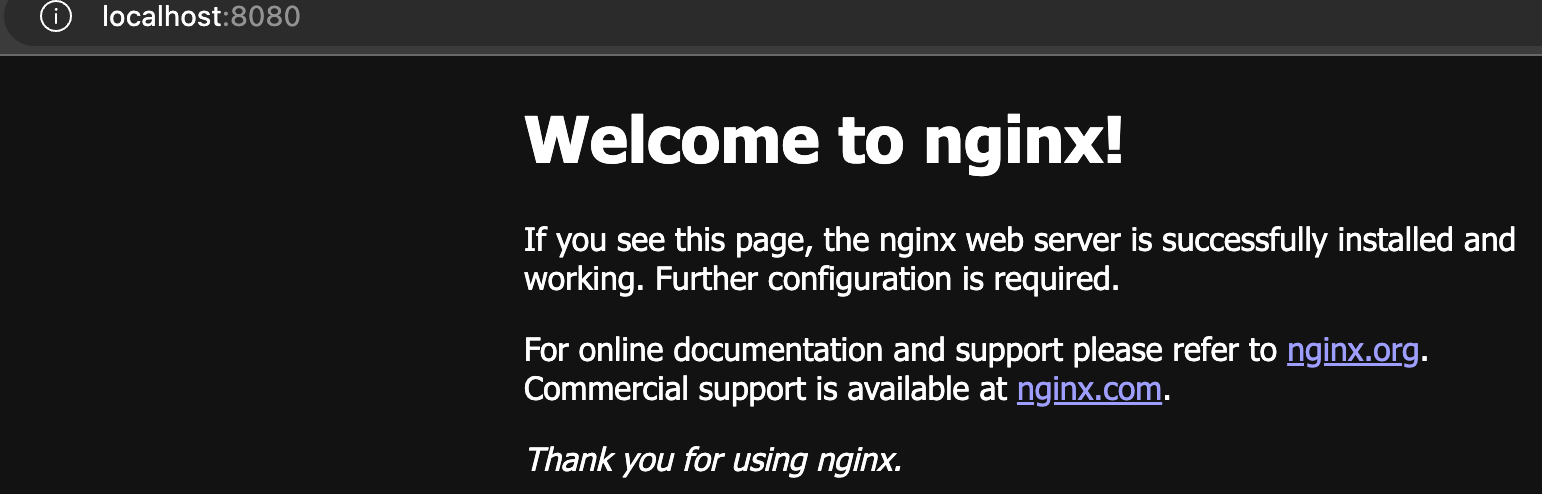 localhost:8080
Welcome to nginx!
If you see this page, the nginx web server is successfully installed and
working. Further configuration is required.
For online documentation and support please refer to nginx.org.
Commercial support is available at nginx.com.
Thank you for using nginx.